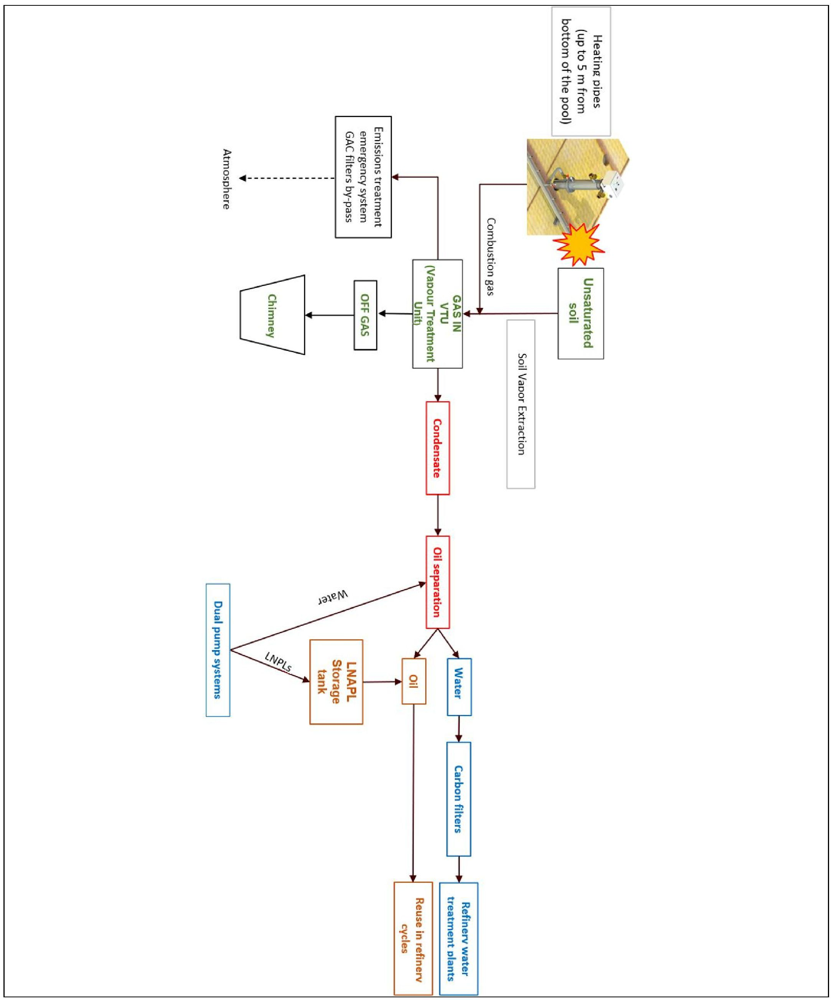 Heating pipes
(up to 5 m from
bottom of the pool)
Unsaturated
soil
Soil Vapor Extraction
Combustion gas
GAS IN
VTU
(Vapour Treatment
Unit)
Emissions treatment
emergency system
GAC filters by-pass
Atmosphere
OFF GAS
Chimney
Condensate
Oil separation
Water
Carbon filters
Refinery water
treatment plants
Oil
Reuse in refinery
cycles
LNAPL
Storage
tank
Water
LNPLs
Dual pump systems